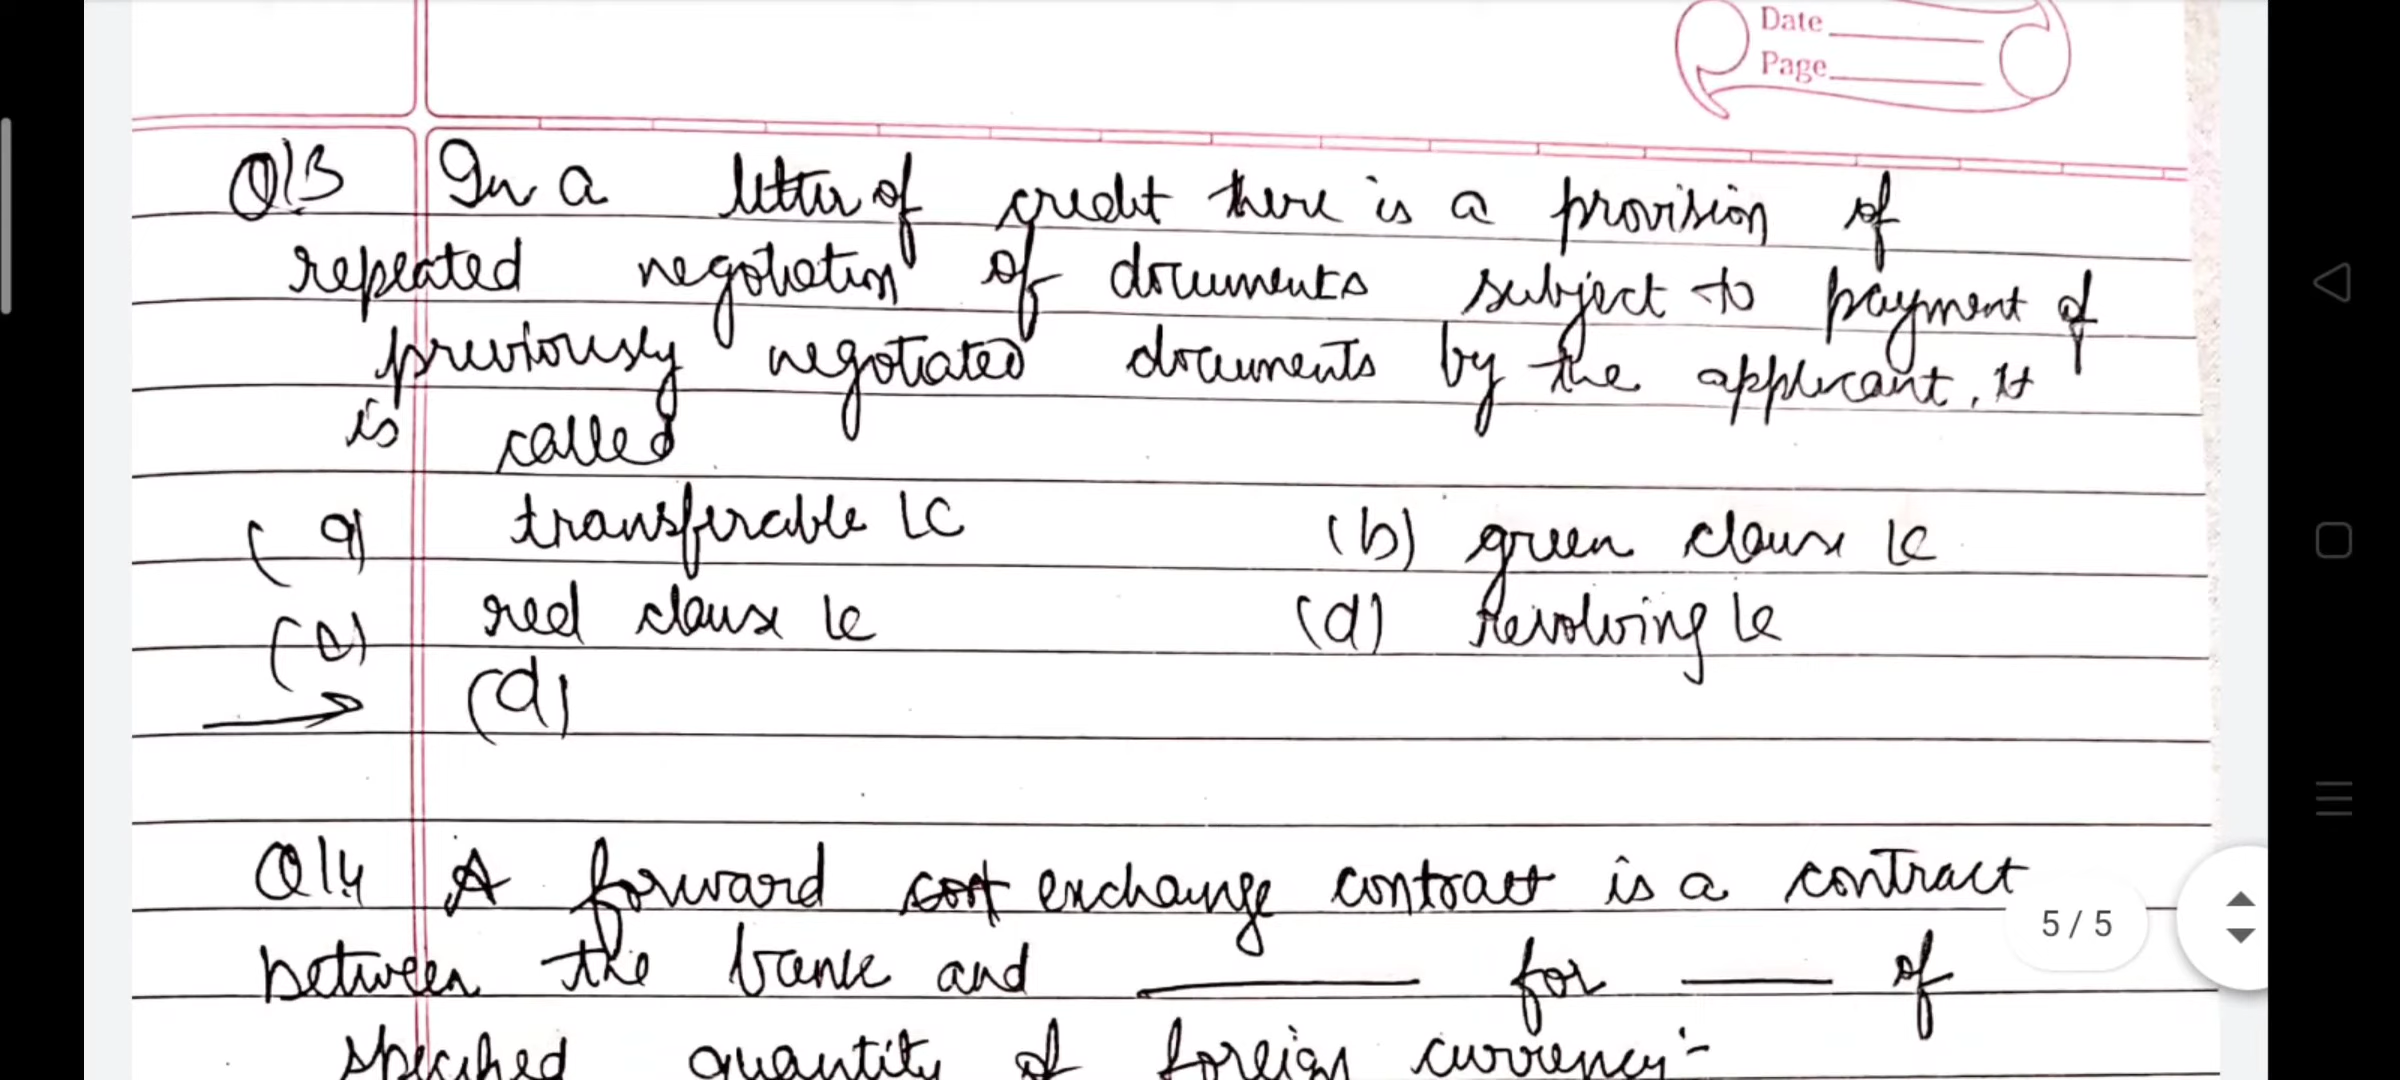 Date
Page
Q13 In a letter of credit there is a provision of
repeated negotiation of documents subject to payment of
previously negotiated documents by the applicant, it
is called
(a) transferable LC (b) green clause LC
(c) red clause LC (d) Revolving LC
→ (d)
Q14 A forward exchange contract is a contract
between the bank and ______ for ______ of
specified quantity of foreign currency:-
5 / 5